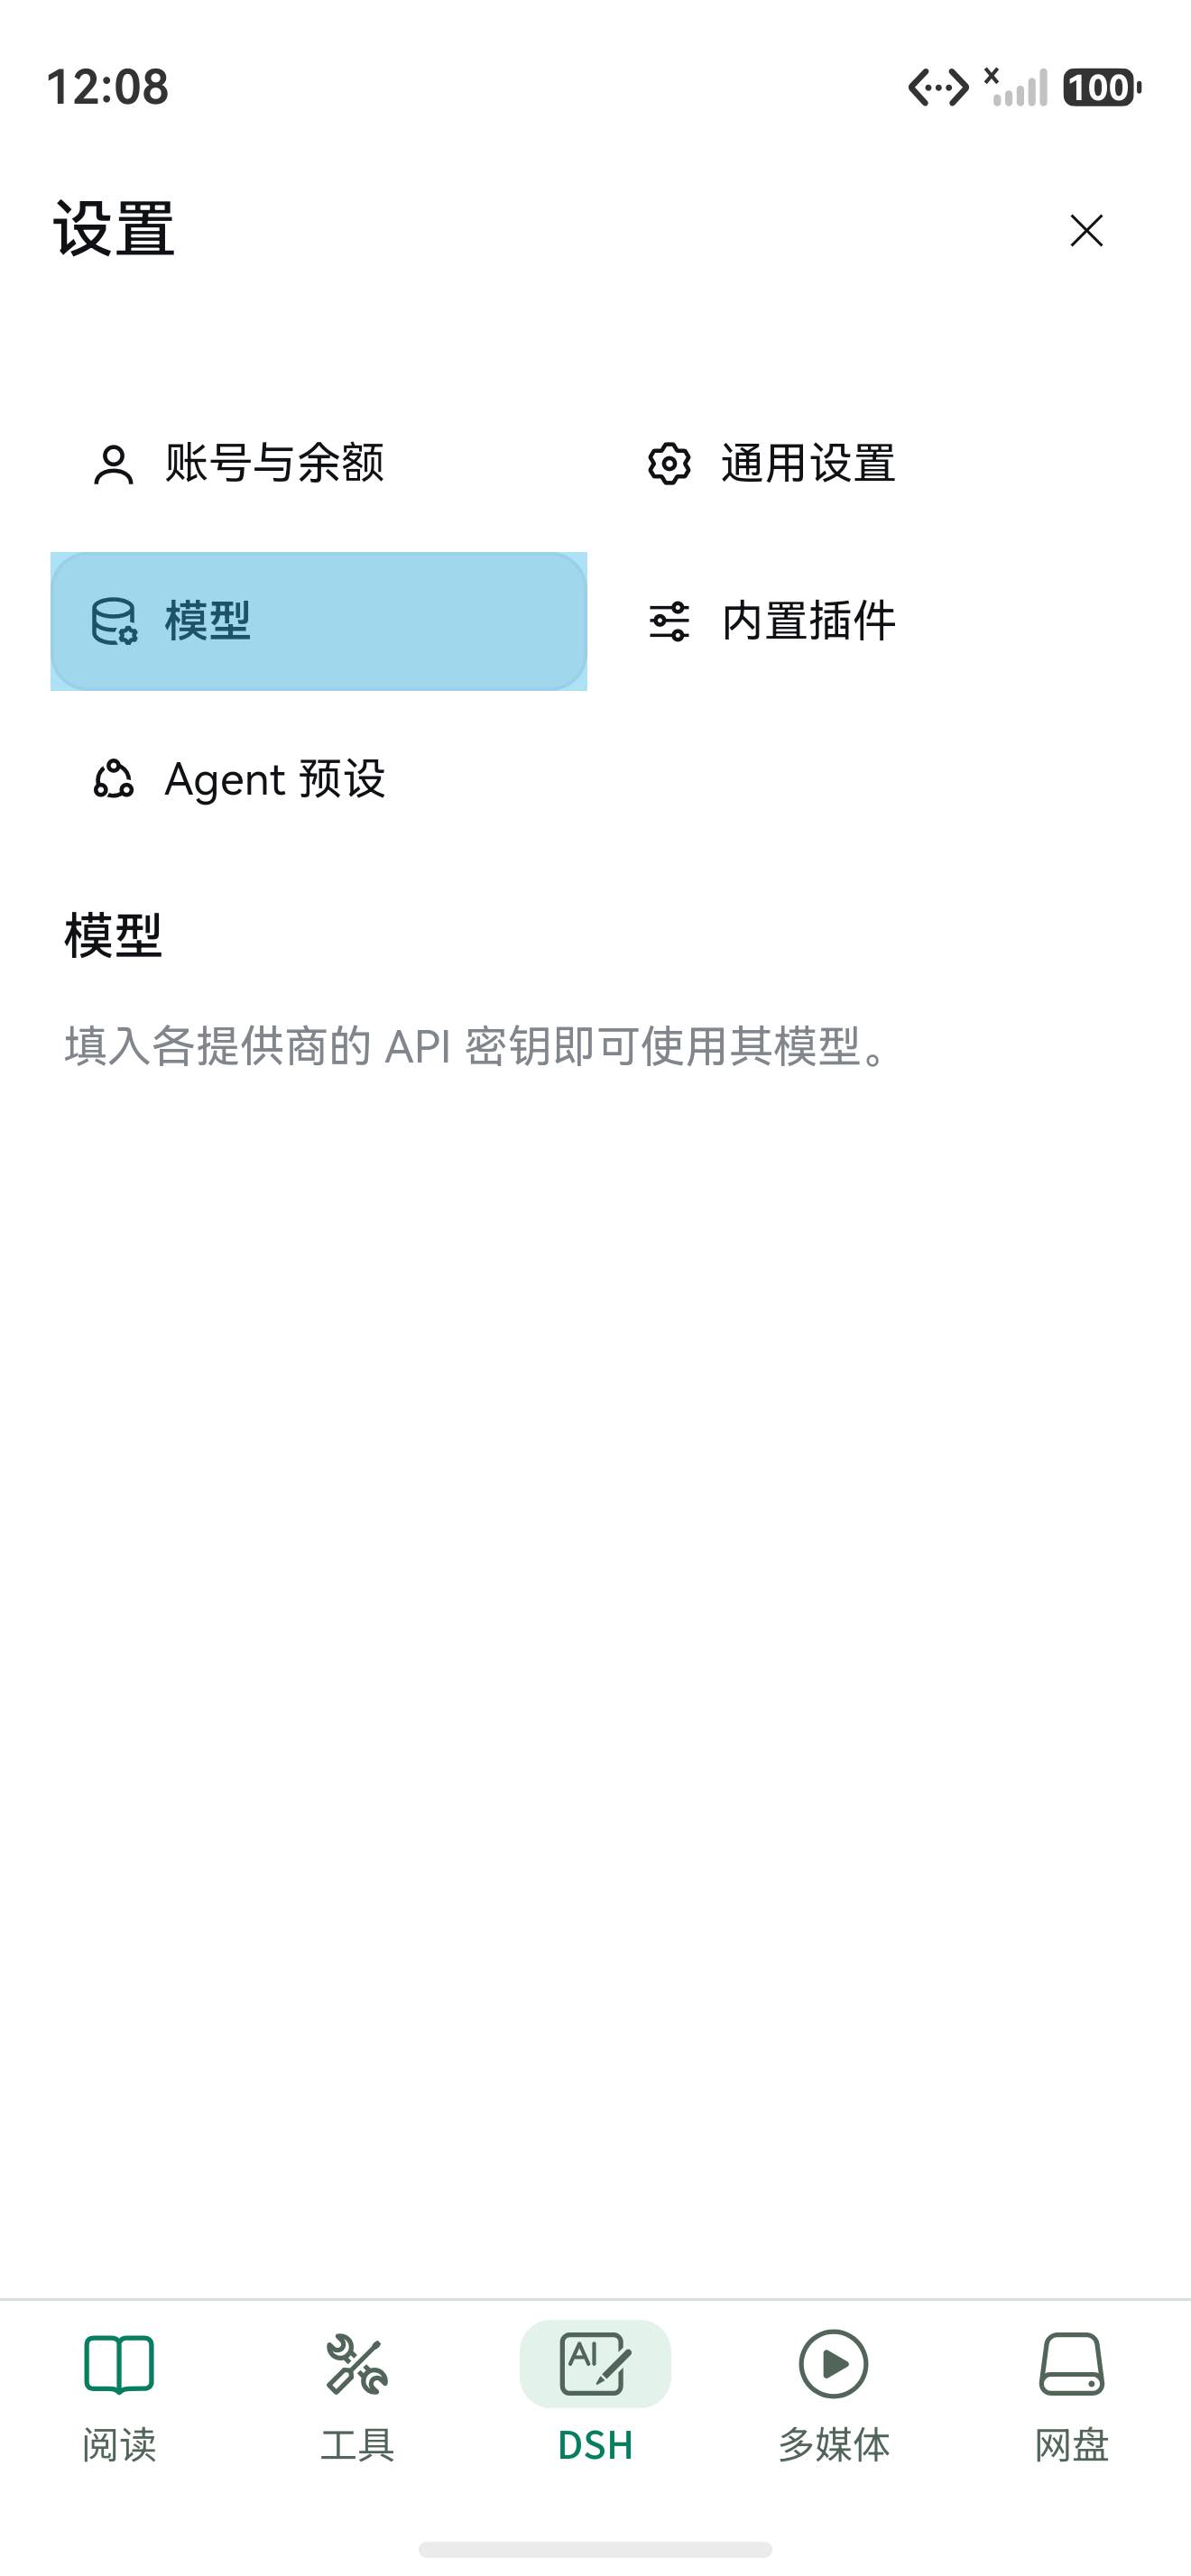 12:08
100
设置
账号与余额
通用设置
模型
内置插件
Agent 预设
模型
填入各提供商的 API 密钥即可使用其模型。
AI
阅读
工具
DSH
多媒体
网盘